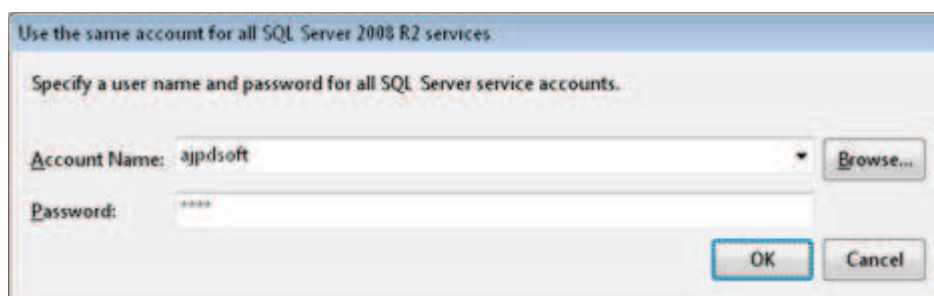 Use the same account for all SQL Server 2008 R2 services
Specify a user name and password for all SQL Server service accounts.
Account Name: ajpdsoft Browse...
Password: ****
OK Cancel